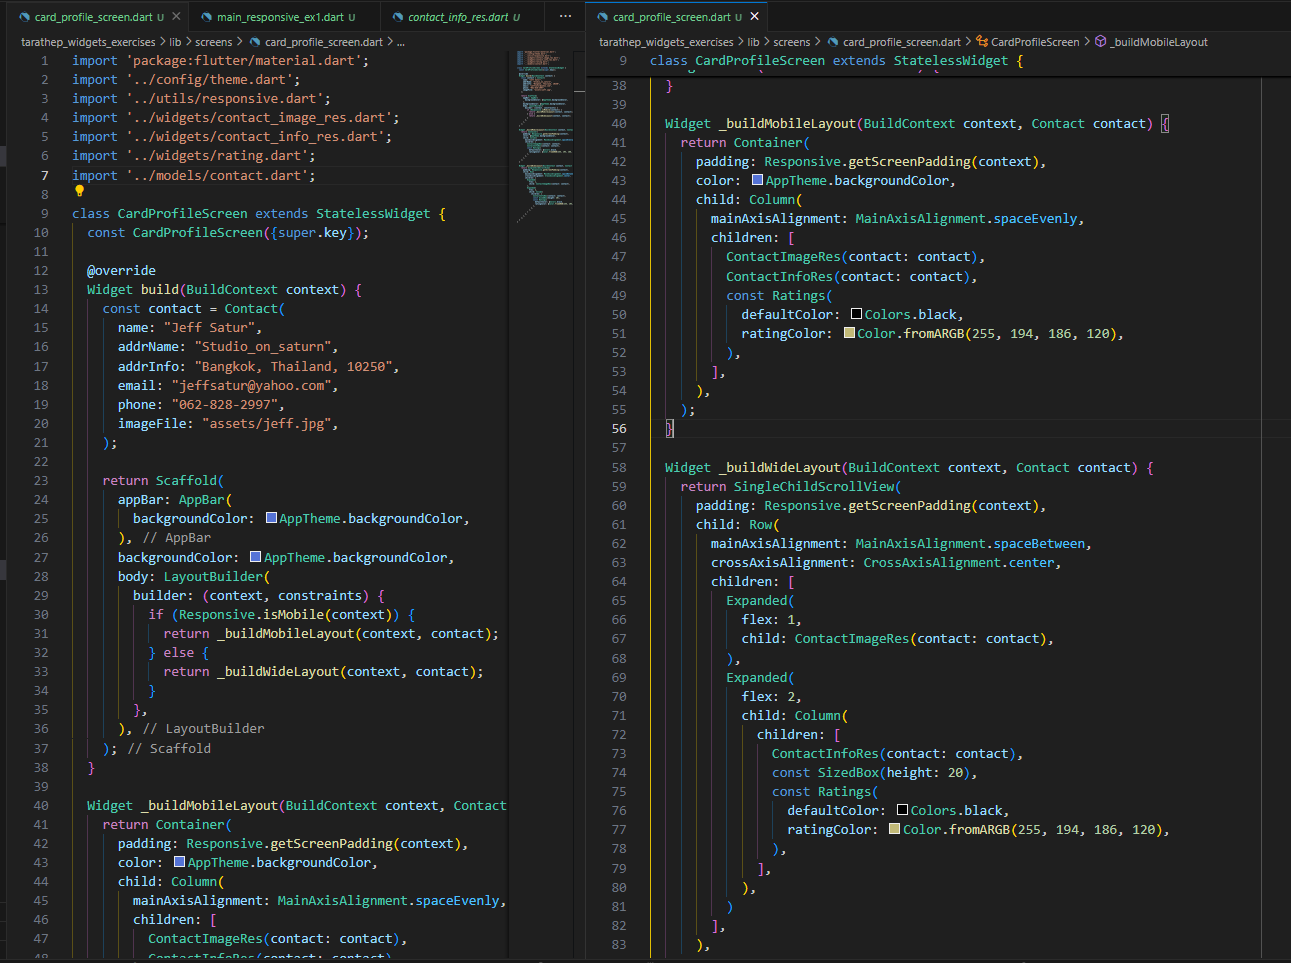 card_profile_screen.dart U
main_responsive_ex1.dart U
contact_info_res.dart U
tarathep_widgets_exercises > lib > screens > card_profile_screen.dart > ...
1 import 'package:flutter/material.dart';
2 import '../config/theme.dart';
3 import '../utils/responsive.dart';
4 import '../widgets/contact_image_res.dart';
5 import '../widgets/contact_info_res.dart';
6 import '../widgets/rating.dart';
7 import '../models/contact.dart';
8
9 class CardProfileScreen extends StatelessWidget {
10 const CardProfileScreen({super.key});
11
12 @override
13 Widget build(BuildContext context) {
14 const contact = Contact(
15 name: "Jeff Satur",
16 addrName: "Studio_on_saturn",
17 addrInfo: "Bangkok, Thailand, 10250",
18 email: "jeffsatur@yahoo.com",
19 phone: "062-828-2997",
20 imageFile: "assets/jeff.jpg",
21 );
22
23 return Scaffold(
24 appBar: AppBar(
25 backgroundColor: AppTheme.backgroundColor,
26 ), // AppBar
27 backgroundColor: AppTheme.backgroundColor,
28 body: LayoutBuilder(
29 builder: (context, constraints) {
30 if (Responsive.isMobile(context)) {
31 return _buildMobileLayout(context, contact);
32 } else {
33 return _buildWideLayout(context, contact);
34 }
35 },
36 ), // LayoutBuilder
37 ); // Scaffold
38 }
39
40 Widget _buildMobileLayout(BuildContext context, Contact
41 return Container(
42 padding: Responsive.getScreenPadding(context),
43 color: AppTheme.backgroundColor,
44 child: Column(
45 mainAxisAlignment: MainAxisAlignment.spaceEvenly,
46 children: [
47 ContactImageRes(contact: contact),
48 ContactInfoRes(contact: contact)
card_profile_screen.dart U
tarathep_widgets_exercises > lib > screens > card_profile_screen.dart > CardProfileScreen > _buildMobileLayout
9 class CardProfileScreen extends StatelessWidget {
38 }
39
40 Widget _buildMobileLayout(BuildContext context, Contact contact) {
41 return Container(
42 padding: Responsive.getScreenPadding(context),
43 color: AppTheme.backgroundColor,
44 child: Column(
45 mainAxisAlignment: MainAxisAlignment.spaceEvenly,
46 children: [
47 ContactImageRes(contact: contact),
48 ContactInfoRes(contact: contact),
49 const Ratings(
50 defaultColor: Colors.black,
51 ratingColor: Color.fromARGB(255, 194, 186, 120),
52 ),
53 ],
54 ),
55 );
56 }
57
58 Widget _buildWideLayout(BuildContext context, Contact contact) {
59 return SingleChildScrollView(
60 padding: Responsive.getScreenPadding(context),
61 child: Row(
62 mainAxisAlignment: MainAxisAlignment.spaceBetween,
63 crossAxisAlignment: CrossAxisAlignment.center,
64 children: [
65 Expanded(
66 flex: 1,
67 child: ContactImageRes(contact: contact),
68 ),
69 Expanded(
70 flex: 2,
71 child: Column(
72 children: [
73 ContactInfoRes(contact: contact),
74 const SizedBox(height: 20),
75 const Ratings(
76 defaultColor: Colors.black,
77 ratingColor: Color.fromARGB(255, 194, 186, 120),
78 ),
79 ],
80 ),
81 )
82 ],
83 ),